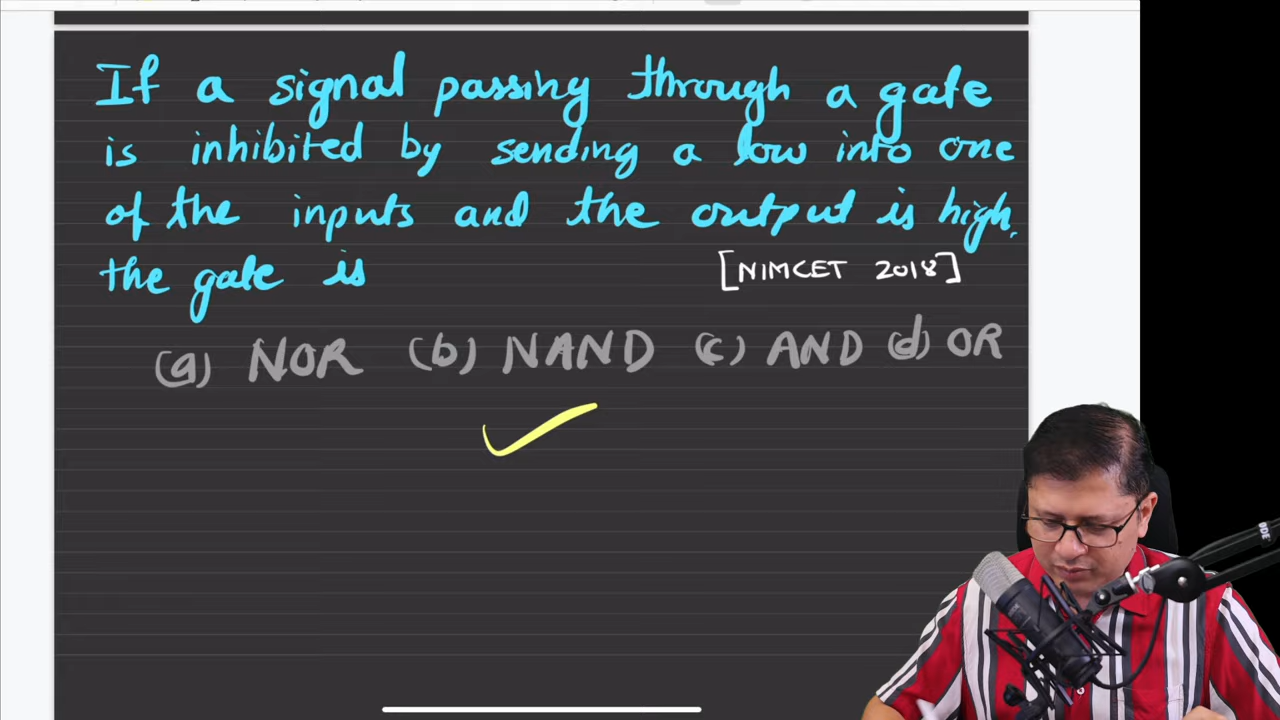 If a signal passing through a gate
is inhibited by sending a low into one
of the inputs and the output is high,
the gate is
[NIMCET 2018]
(a) NOR (b) NAND (c) AND (d) OR